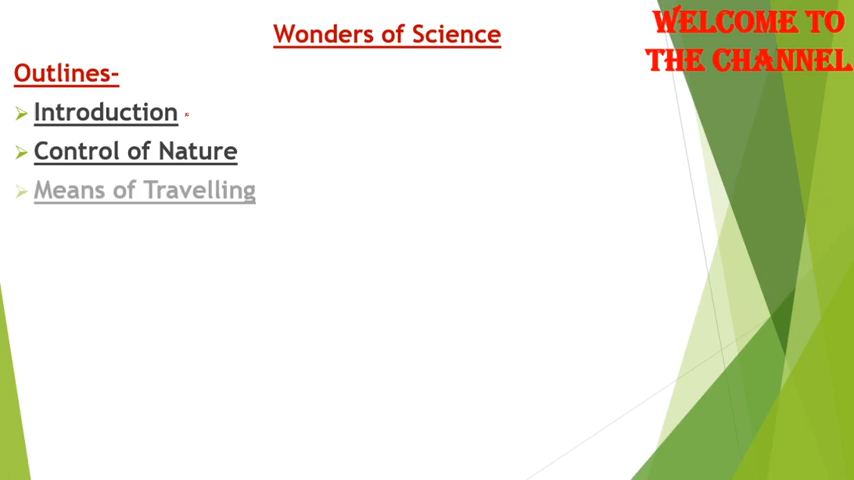 Wonders of Science
WELCOME TO
THE CHANNEL
Outlines-
Introduction
Control of Nature
Means of Travelling